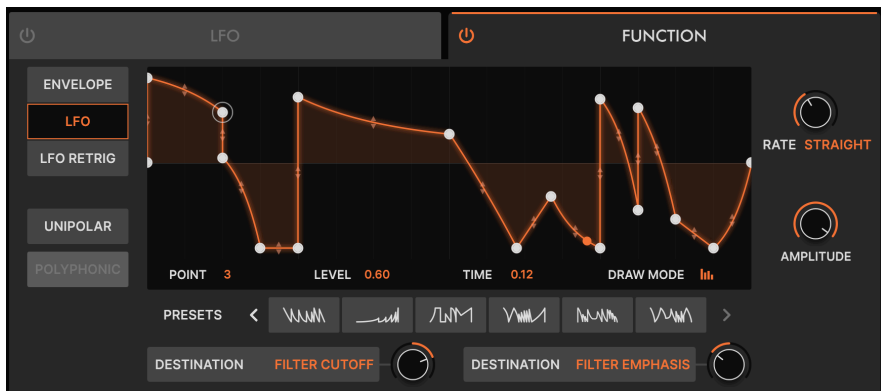 LFO
FUNCTION
ENVELOPE
LFO
LFO RETRIG
UNIPOLAR
POLYPHONIC
RATE STRAIGHT
AMPLITUDE
POINT 3 LEVEL 0.60 TIME 0.12 DRAW MODE
PRESETS
DESTINATION FILTER CUTOFF
DESTINATION FILTER EMPHASIS